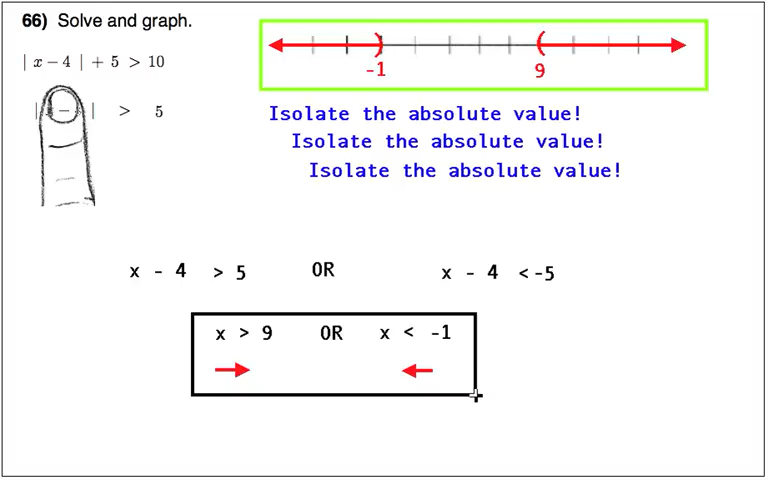 66) Solve and graph.
| x − 4 | + 5 > 10
-1 9
| − | > 5
Isolate the absolute value!
Isolate the absolute value!
Isolate the absolute value!
x - 4 > 5 OR x - 4 < -5
x > 9 OR x < -1